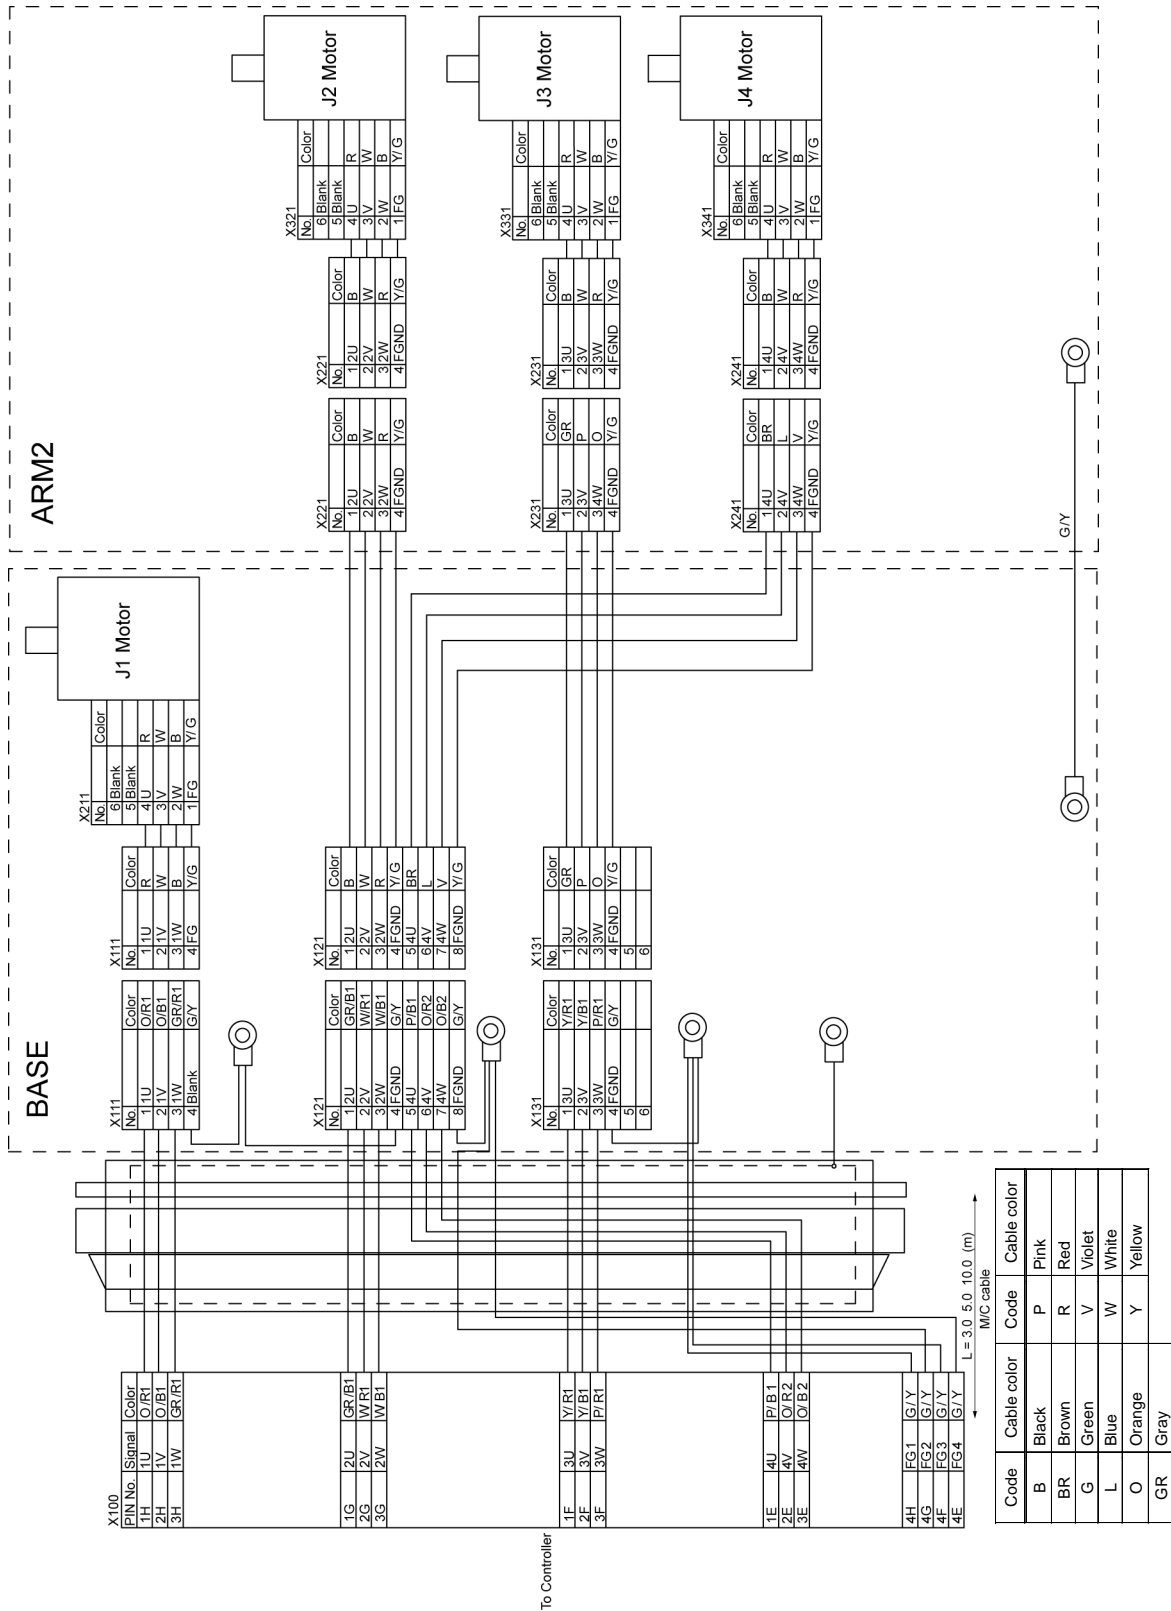 ARM2
J2 Motor
X321
No. Color
6 Blank
5 Blank
4 U R
3 V W
2 W B
1 FG Y/ G
X221
No. Color
1 2U B
2 2V W
3 2W R
4 FGND Y/G
X221
No. Color
1 2U B
2 2V W
3 2W R
4 FGND Y/G
J3 Motor
X331
No. Color
6 Blank
5 Blank
4 U R
3 V W
2 W B
1 FG Y/ G
X231
No. Color
1 3U B
2 3V W
3 3W R
4 FGND Y/G
X231
No. Color
1 3U GR
2 3V P
3 4W O
4 FGND Y/ G
J4 Motor
X341
No. Color
6 Blank
5 Blank
4 U R
3 V W
2 W B
1 FG Y/ G
X241
No. Color
1 4U B
2 4V W
3 4W R
4 FGND Y/G
X241
No. Color
1 4U BR
2 4V L
3 4W V
4 FGND Y/G
G/Y
BASE
J1 Motor
X211
No. Color
6 Blank
5 Blank
4 U R
3 V W
2 W B
1 FG Y/ G
X111
No. Color
1 1U R
2 1V W
3 1W B
4 FG Y/G
X111
No. Color
1 1U O/R1
2 1V O/B1
3 1W GR/R1
4 Blank G/Y
X121
No. Color
1 2U B
2 2V W
3 2W R
4 FGND Y/ G
5 4U BR
6 4V L
7 4W V
8 FGND Y/ G
X121
No. Color
1 2U GR/B1
2 2V W/R1
3 2W W/B1
4 FGND G/Y
5 4U P/B1
6 4V O/R2
7 4W O/B2
8 FGND G/Y
X131
No. Color
1 3U GR
2 3V P
3 3W O
4 FGND Y/ G
5
6
X131
No. Color
1 3U Y/R1
2 3V Y/B1
3 3W P/R1
4 FGND G/Y
5
6
X100
PIN No. Signal Color
1H 1U O /R1
2H 1V O /B1
3H 1W GR /R1
1G 2U GR /B1
2G 2V W R1
3G 2W W B1
1F 3U Y/ R1
2F 3V Y/ B1
3F 3W P/ R1
1E 4U P/ B 1
2E 4V O/ R 2
3E 4W O/ B 2
4H FG 1 G / Y
4G FG 2 G / Y
4F FG 3 G / Y
4E FG 4 G / Y
To Controller
L = 3.0 5.0 10.0 (m)
M/C cable
Code Cable color Code Cable color
B Black P Pink
BR Brown R Red
G Green V Violet
L Blue W White
O Orange Y Yellow
GR Gray